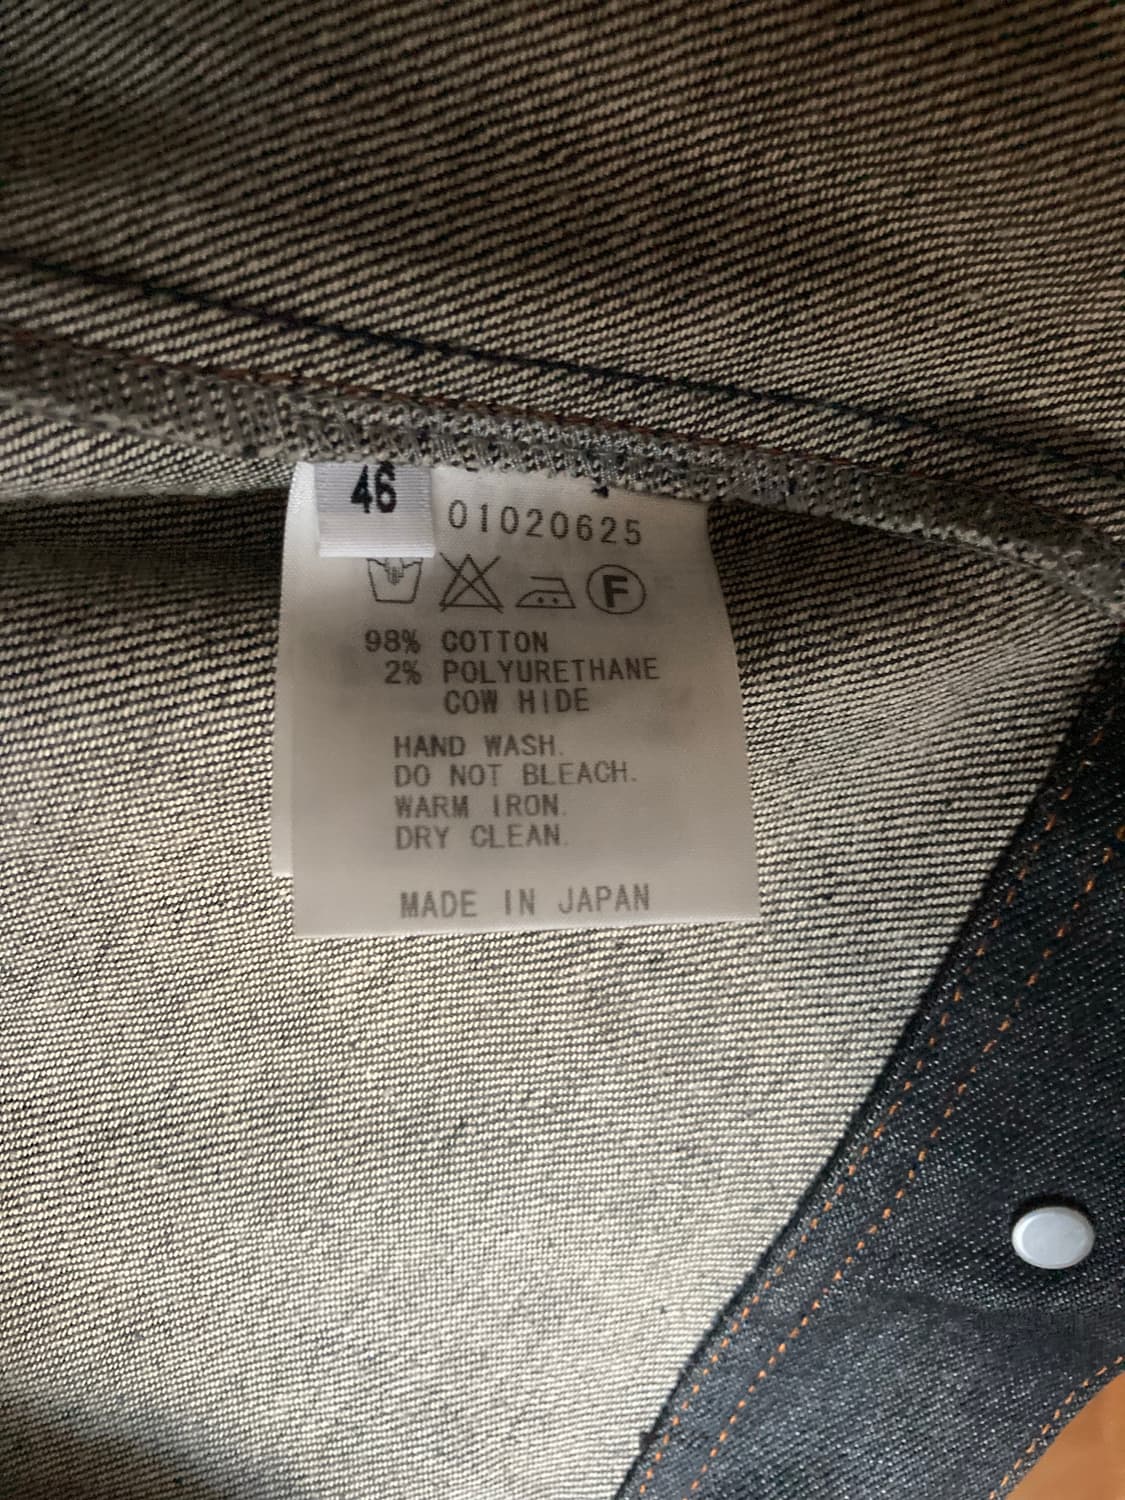 46
01020625
F
98% COTTON
2% POLYURETHANE
COW HIDE
HAND WASH.
DO NOT BLEACH.
WARM IRON.
DRY CLEAN.
MADE IN JAPAN